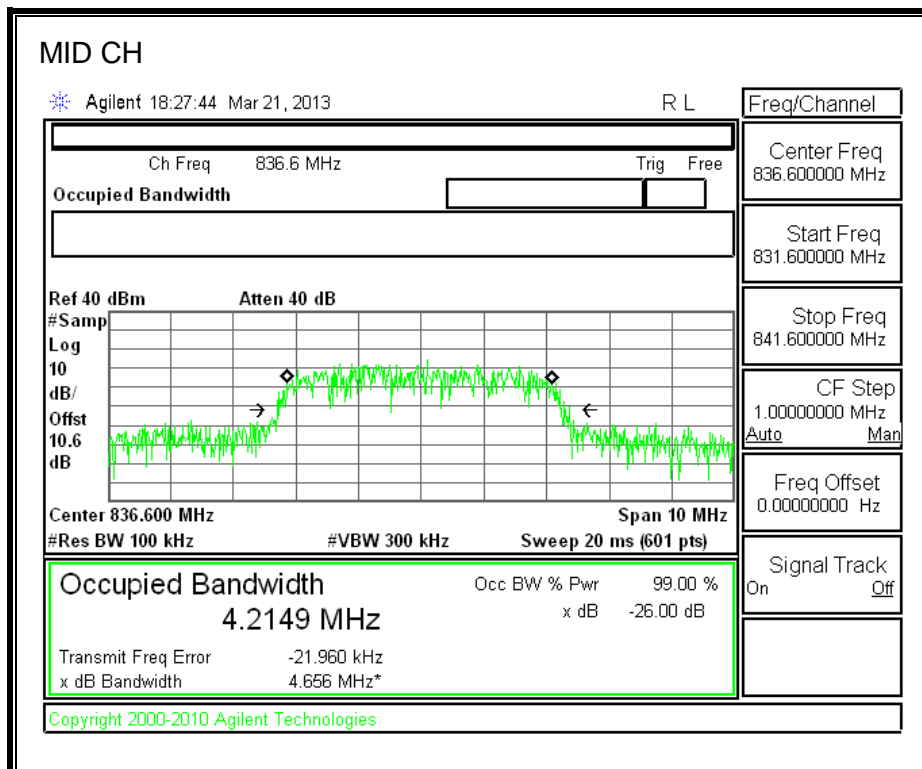 MID CH
Agilent 18:27:44 Mar 21, 2013 R L
Freq/Channel
Ch Freq 836.6 MHz Trig Free
Occupied Bandwidth
Center Freq
836.600000 MHz
Start Freq
831.600000 MHz
Stop Freq
841.600000 MHz
CF Step
1.00000000 MHz
Auto Man
Freq Offset
0.00000000 Hz
Signal Track
On Off
Ref 40 dBm Atten 40 dB
#Samp
Log
10
dB/
Offst
10.6
dB
Center 836.600 MHz Span 10 MHz
#Res BW 100 kHz #VBW 300 kHz Sweep 20 ms (601 pts)
Occupied Bandwidth
4.2149 MHz
Occ BW % Pwr 99.00 %
x dB -26.00 dB
Transmit Freq Error -21.960 kHz
x dB Bandwidth 4.656 MHz*
Copyright 2000-2010 Agilent Technologies